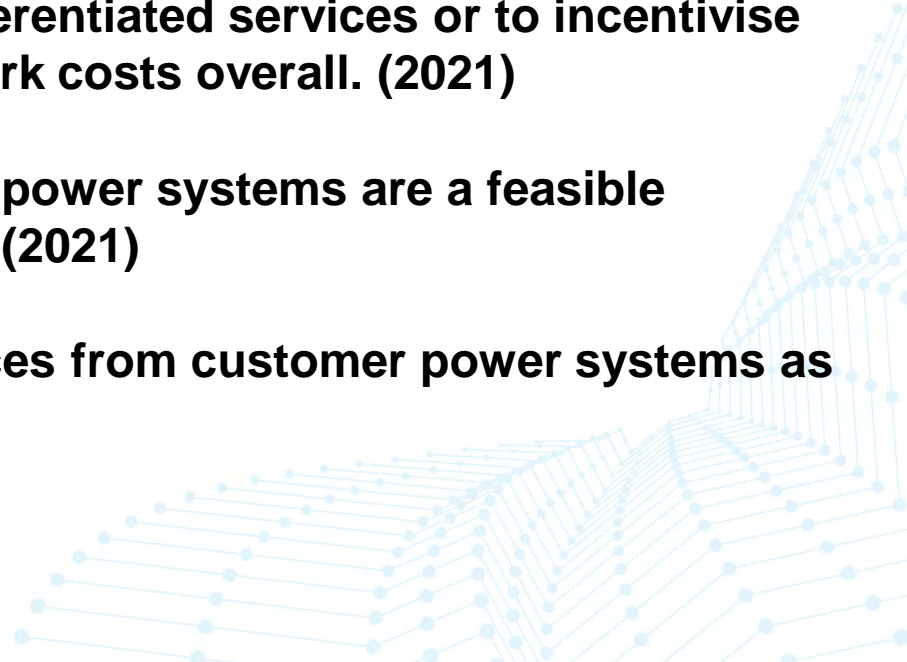 erentiated services or to incentivise
rk costs overall. (2021)
power systems are a feasible
(2021)
es from customer power systems as